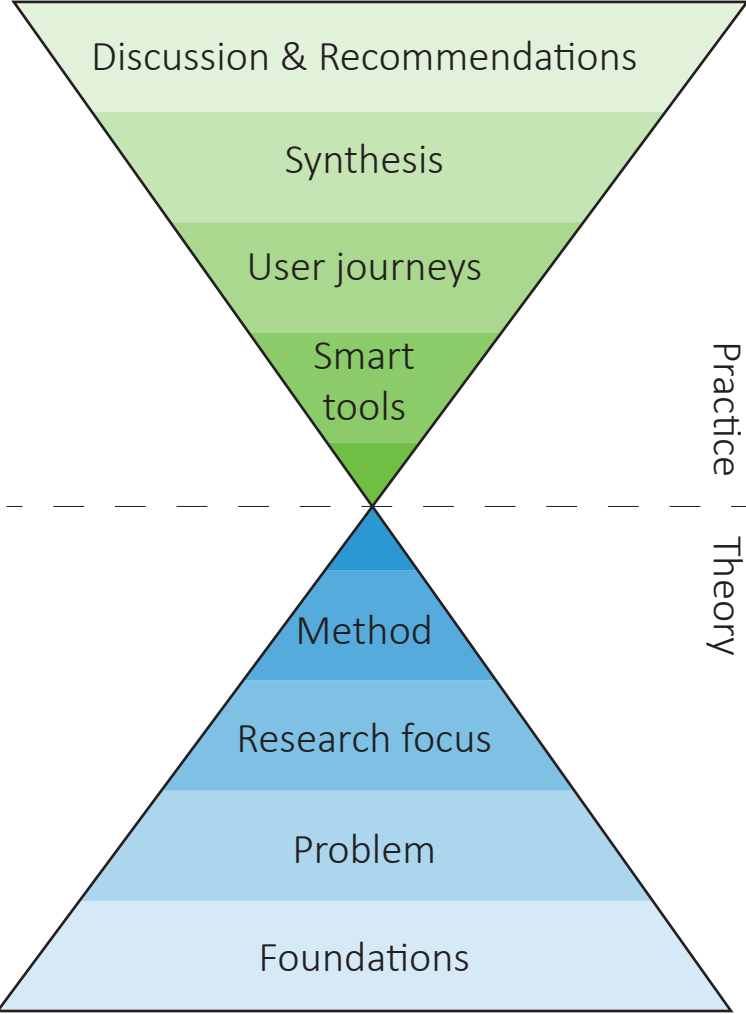 Discussion & Recommendations
Synthesis
User journeys
Smart
tools
Practice
Theory
Method
Research focus
Problem
Foundations